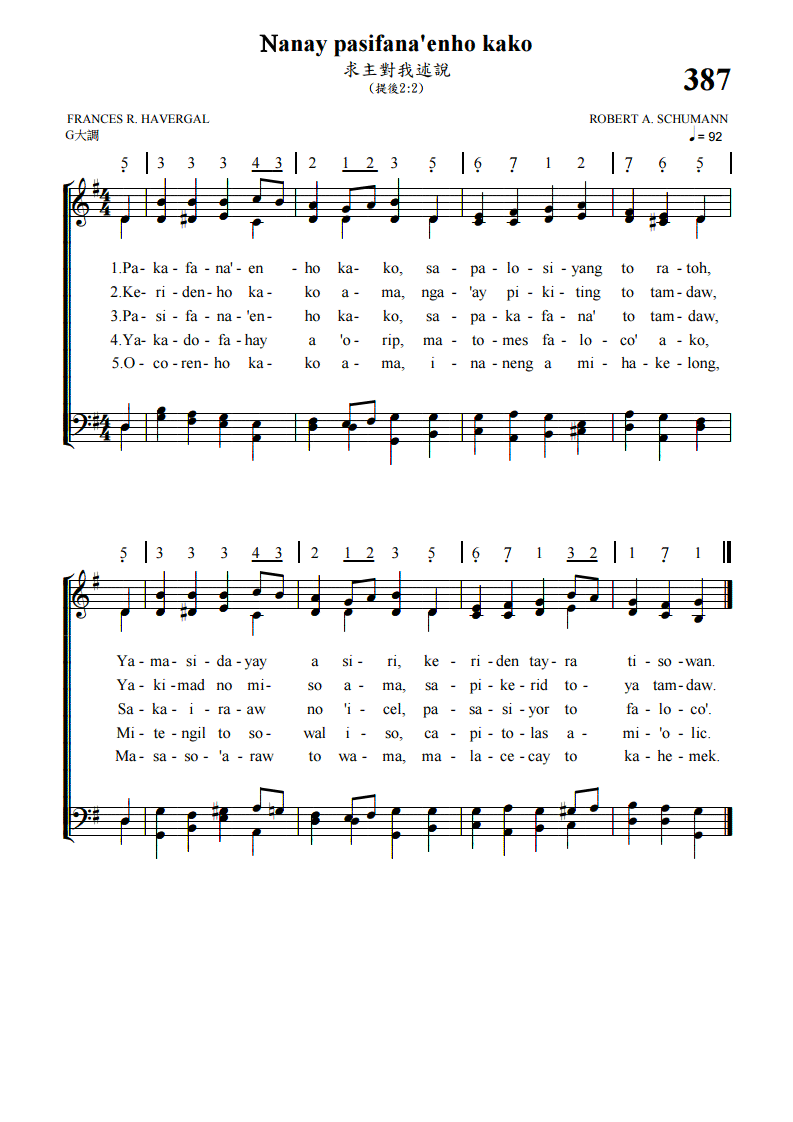 Nanay pasifana'enho kako
求主對我述說
(提後2:2)
387
FRANCES R. HAVERGAL
ROBERT A. SCHUMANN
G大調
♩= 92
5 | 3 3 3 4 3 | 2 1 2 3 5 | 6 7 1 2 | 7 6 5 |
1.Pa- ka- fa- na'- en - ho ka- ko, sa - pa- lo- si- yang to ra- toh,
2.Ke- ri- den- ho ka - ko a- ma, nga- 'ay pi- ki- ting to tam- daw,
3.Pa- si- fa- na- 'en- ho ka- ko, sa- pa- ka- fa- na' to tam- daw,
4.Ya- ka- do- fa- hay a 'o- rip, ma- to- mes fa- lo- co' a- ko,
5.O- co- ren- ho ka- ko a- ma, i - na- neng a mi- ha- ke- long,
5 | 3 3 3 4 3 | 2 1 2 3 5 | 6 7 1 3 2 | 1 7 1 ||
Ya- ma- si- da- yay a si- ri, ke- ri- den tay- ra ti- so- wan.
Ya- ki- mad no mi- so a- ma, sa- pi- ke- rid to- ya tam- daw.
Sa- ka- i- ra- aw no 'i- cel, pa- sa- si- yor to fa- lo- co'.
Mi- te- ngil to so- wal i- so, ca- pi- to- las a- mi- 'o- lic.
Ma- sa- so- 'a- raw to wa- ma, ma- la- ce- cay to ka- he- mek.